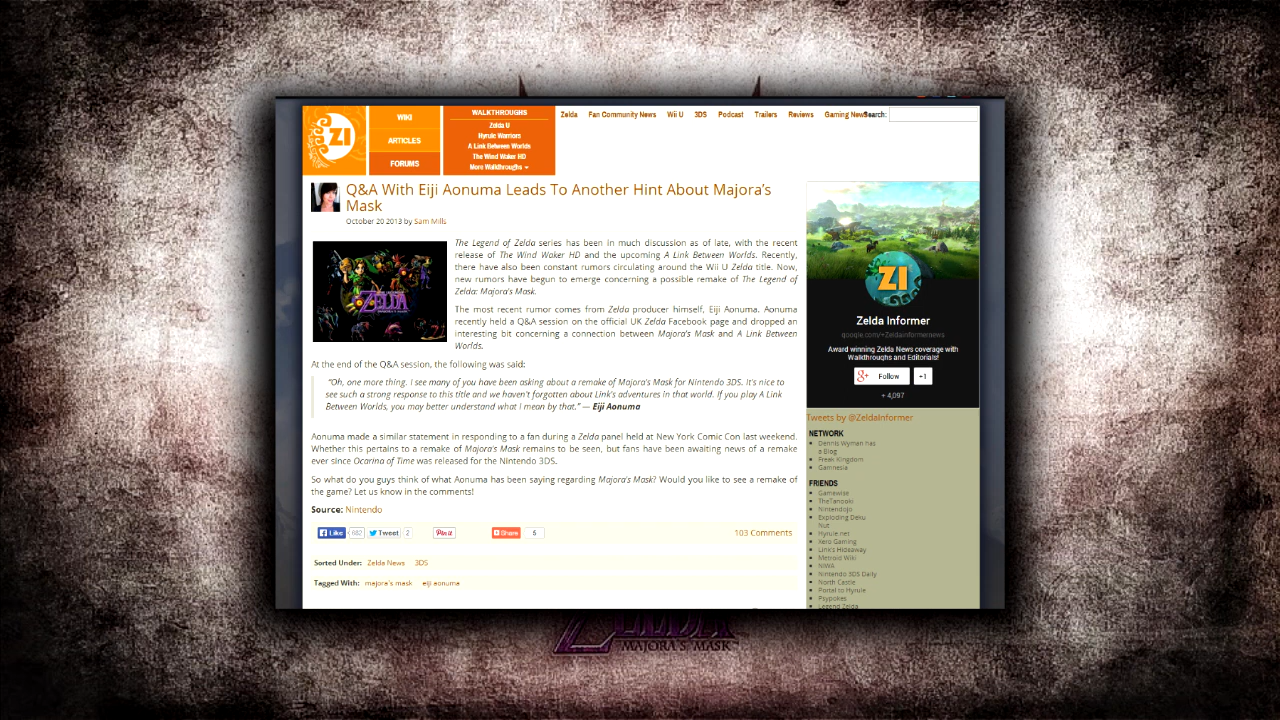 ZI
WIKI
ARTICLES
FORUMS
WALKTHROUGHS
Zelda U
Hyrule Warriors
A Link Between Worlds
The Wind Waker HD
More Walkthroughs
Zelda Fan Community News Wii U 3DS Podcast Trailers Reviews Gaming News Search:
Q&A With Eiji Aonuma Leads To Another Hint About Majora's
Mask
October 20 2013 by Sam Mills
ZELDA
The Legend of Zelda series has been in much discussion as of late, with the recent
release of The Wind Waker HD and the upcoming A Link Between Worlds. Recently,
there have also been constant rumors circulating around the Wii U Zelda title. Now,
new rumors have begun to emerge concerning a possible remake of The Legend of
Zelda: Majora's Mask.
The most recent rumor comes from Zelda producer himself, Eiji Aonuma. Aonuma
recently held a Q&A session on the official UK Zelda Facebook page and dropped an
interesting bit concerning a connection between Majora's Mask and A Link Between
Worlds.
At the end of the Q&A session, the following was said:
"Oh, one more thing. I see many of you have been asking about a remake of Majora's Mask for Nintendo 3DS. It's nice to
see such a strong response to this title and we haven't forgotten about Link's adventures in that world. If you play A Link
Between Worlds, you may better understand what I mean by that." — Eiji Aonuma
Aonuma made a similar statement in responding to a fan during a Zelda panel held at New York Comic Con last weekend.
Whether this pertains to a remake of Majora's Mask remains to be seen, but fans have been awaiting news of a remake
ever since Ocarina of Time was released for the Nintendo 3DS.
So what do you guys think of what Aonuma has been saying regarding Majora's Mask? Would you like to see a remake of
the game? Let us know in the comments!
Source: Nintendo
Like 682 Tweet 2 Pin it Share 5 103 Comments
Sorted Under: Zelda News 3DS
Tagged With: majora's mask eiji aonuma
ZI
Zelda Informer
google.com/+Zeldainformernews
Award winning Zelda News coverage with
Walkthroughs and Editorials!
g+ Follow +1
+ 4,097
Tweets by @ZeldaInformer
NETWORK
Dennis Wyman has
a Blog
Freak Kingdom
Gamnesia
FRIENDS
Gamewise
TheTanooki
Nintendojo
Exploding Deku
Nut
Hyrule.net
Xero Gaming
Link's Hideaway
Metroid Wiki
NIWA
Nintendo 3DS Daily
North Castle
Portal to Hyrule
Psypokes
Legend Zelda
ZELDA
MAJORA'S MASK